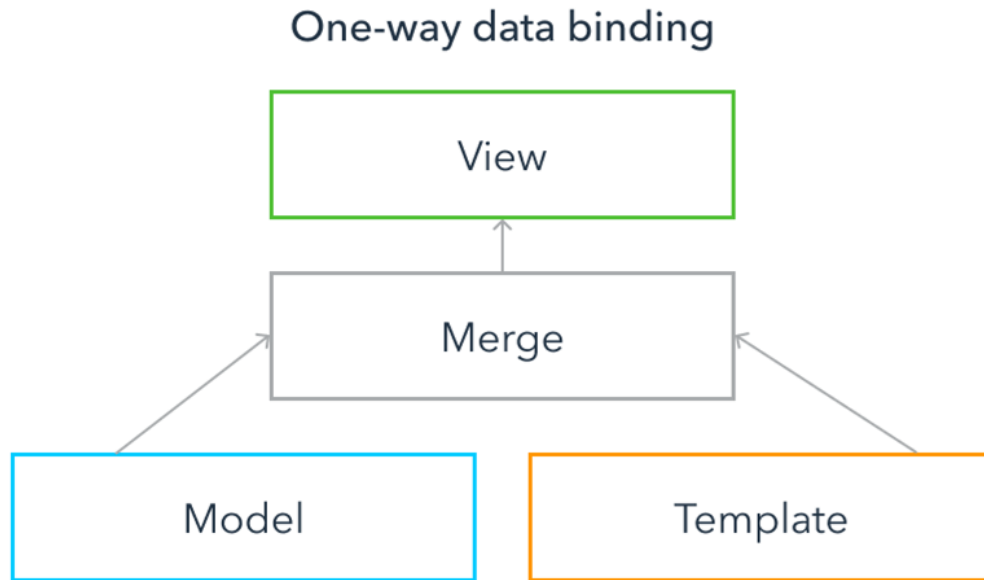 One-way data binding
View
Merge
Model
Template